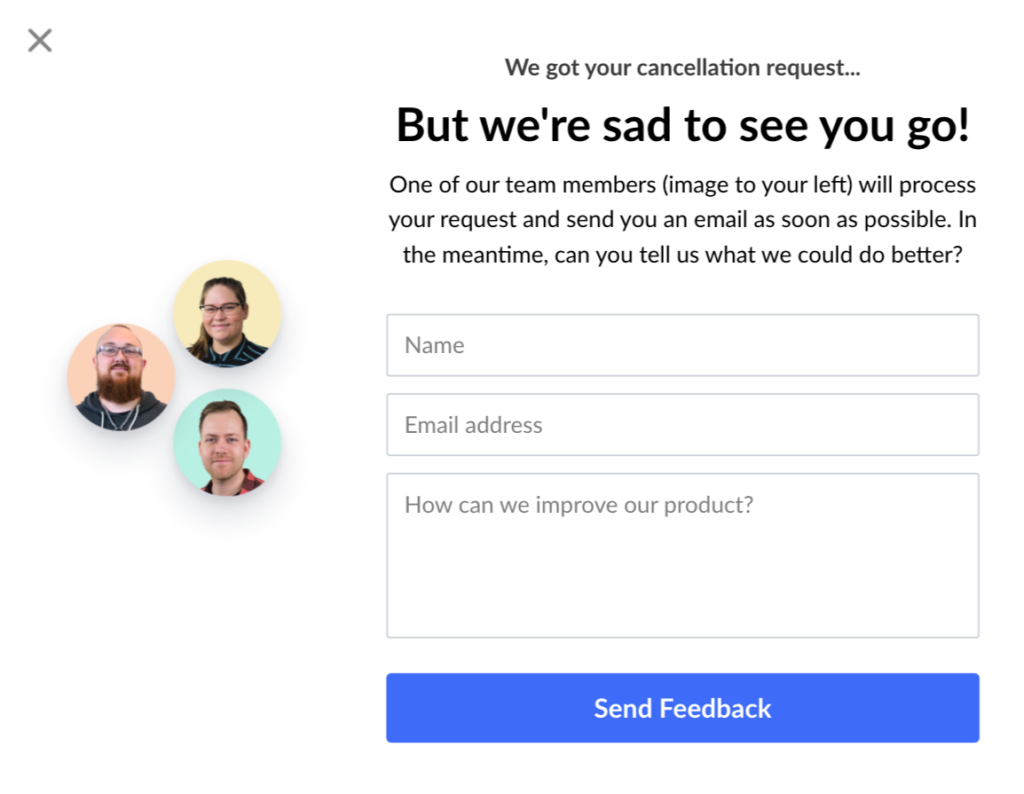 We got your cancellation request...
But we're sad to see you go!
One of our team members (image to your left) will process
your request and send you an email as soon as possible. In
the meantime, can you tell us what we could do better?
Name
Email address
How can we improve our product?
Send Feedback